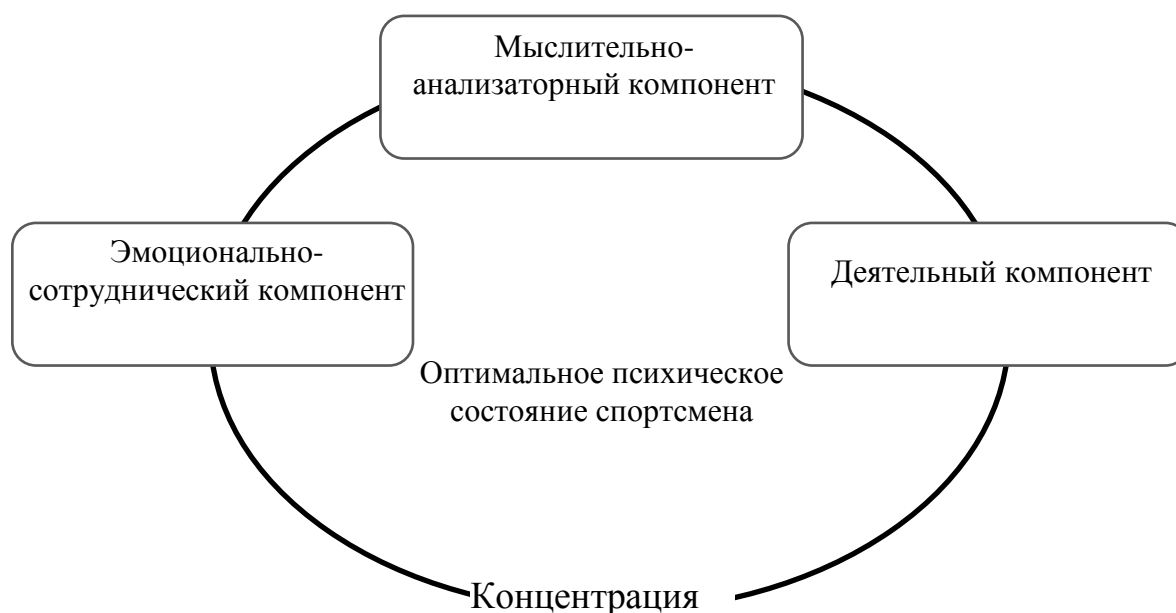 Мыслительно-
анализаторный компонент
Эмоционально-
сотруднический компонент
Деятельный компонент
Оптимальное психическое
состояние спортсмена
Концентрация